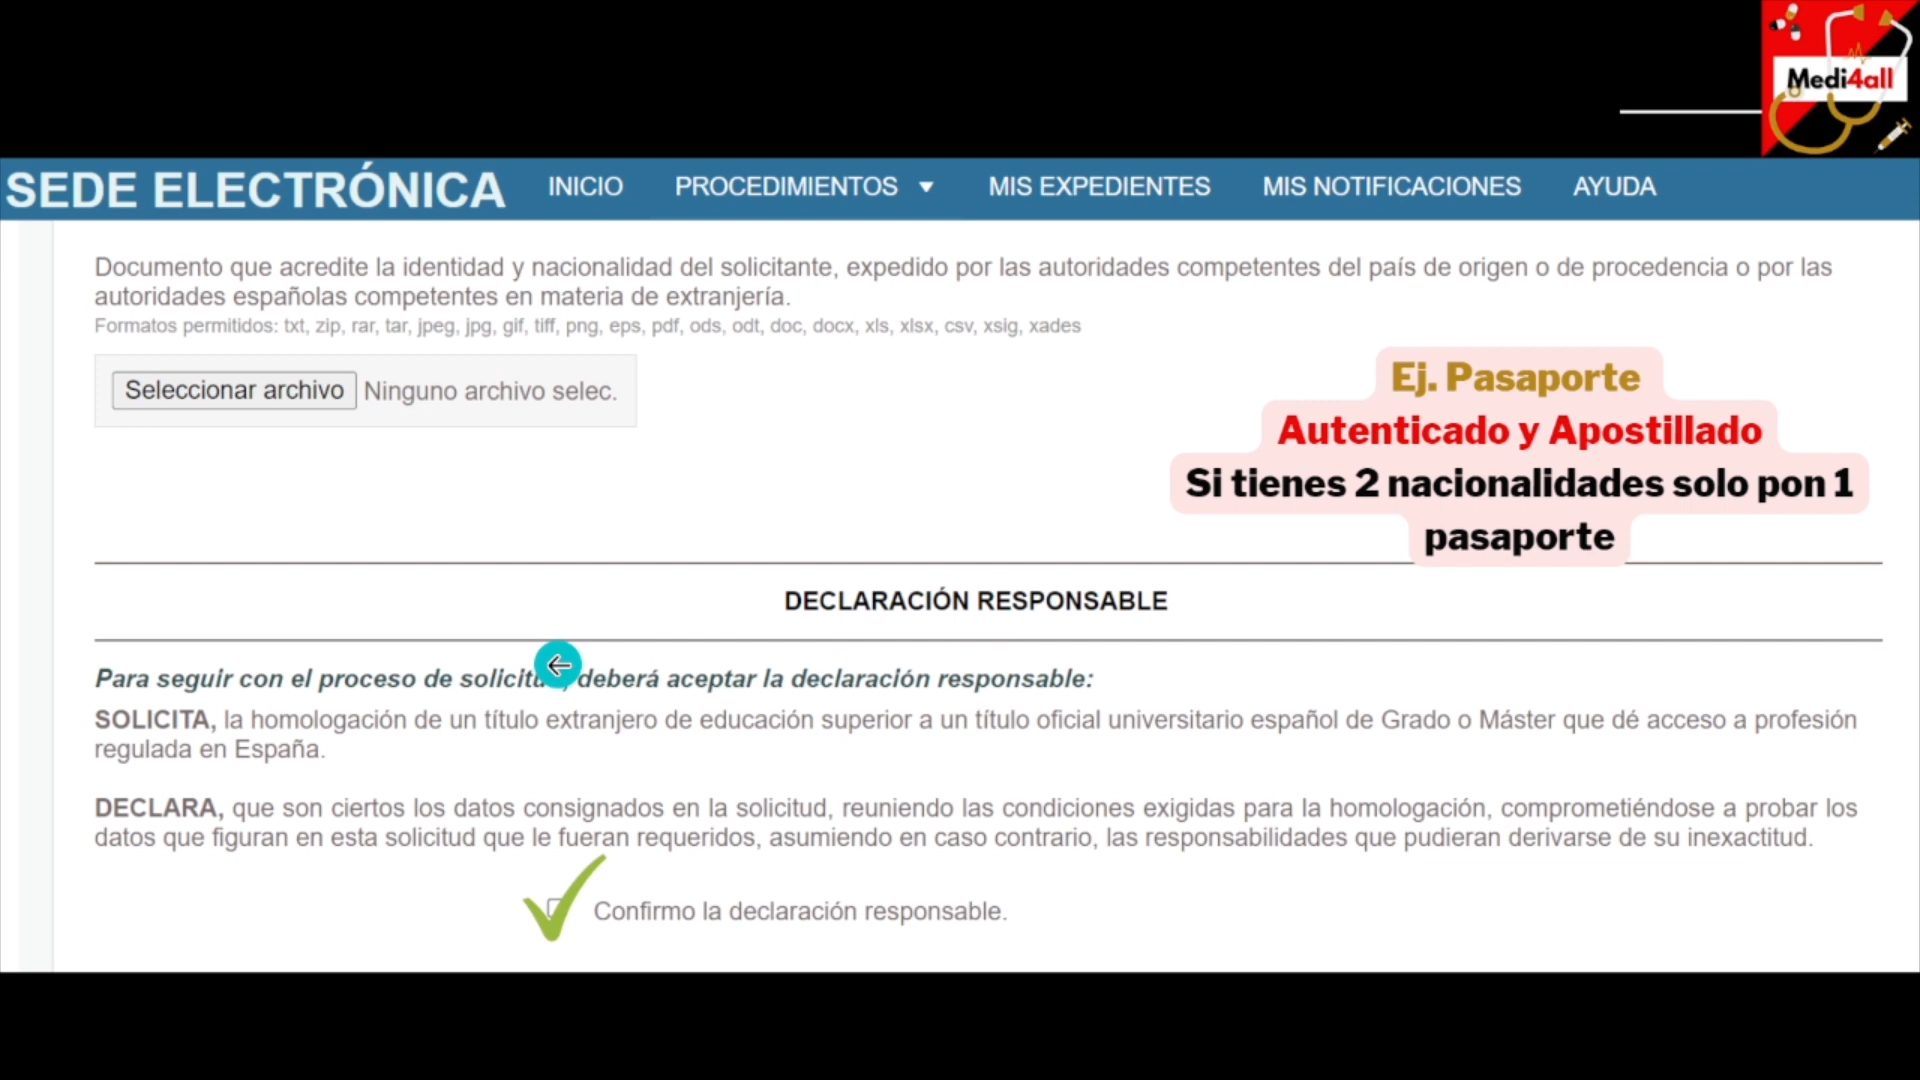 Medi4all
SEDE ELECTRÓNICA INICIO PROCEDIMIENTOS MIS EXPEDIENTES MIS NOTIFICACIONES AYUDA
Documento que acredite la identidad y nacionalidad del solicitante, expedido por las autoridades competentes del país de origen o de procedencia o por las
autoridades españolas competentes en materia de extranjería.
Formatos permitidos: txt, zip, rar, tar, jpeg, jpg, gif, tiff, png, eps, pdf, ods, odt, doc, docx, xls, xlsx, csv, xsig, xades
Seleccionar archivo Ninguno archivo selec.
Ej. Pasaporte
Autenticado y Apostillado
Si tienes 2 nacionalidades solo pon 1
pasaporte
DECLARACIÓN RESPONSABLE
Para seguir con el proceso de solicitud, deberá aceptar la declaración responsable:
SOLICITA, la homologación de un título extranjero de educación superior a un título oficial universitario español de Grado o Máster que dé acceso a profesión
regulada en España.
DECLARA, que son ciertos los datos consignados en la solicitud, reuniendo las condiciones exigidas para la homologación, comprometiéndose a probar los
datos que figuran en esta solicitud que le fueran requeridos, asumiendo en caso contrario, las responsabilidades que pudieran derivarse de su inexactitud.
Confirmo la declaración responsable.